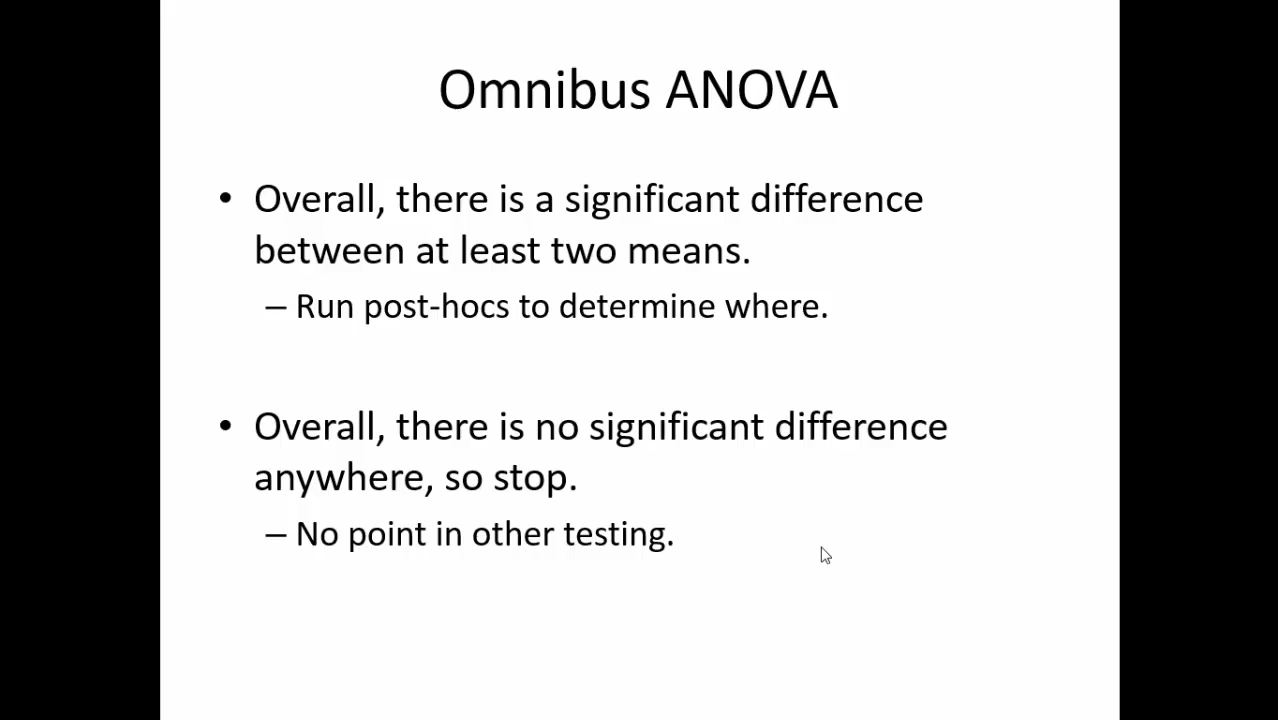 Omnibus ANOVA
• Overall, there is a significant difference
between at least two means.
– Run post-hocs to determine where.
• Overall, there is no significant difference
anywhere, so stop.
– No point in other testing.